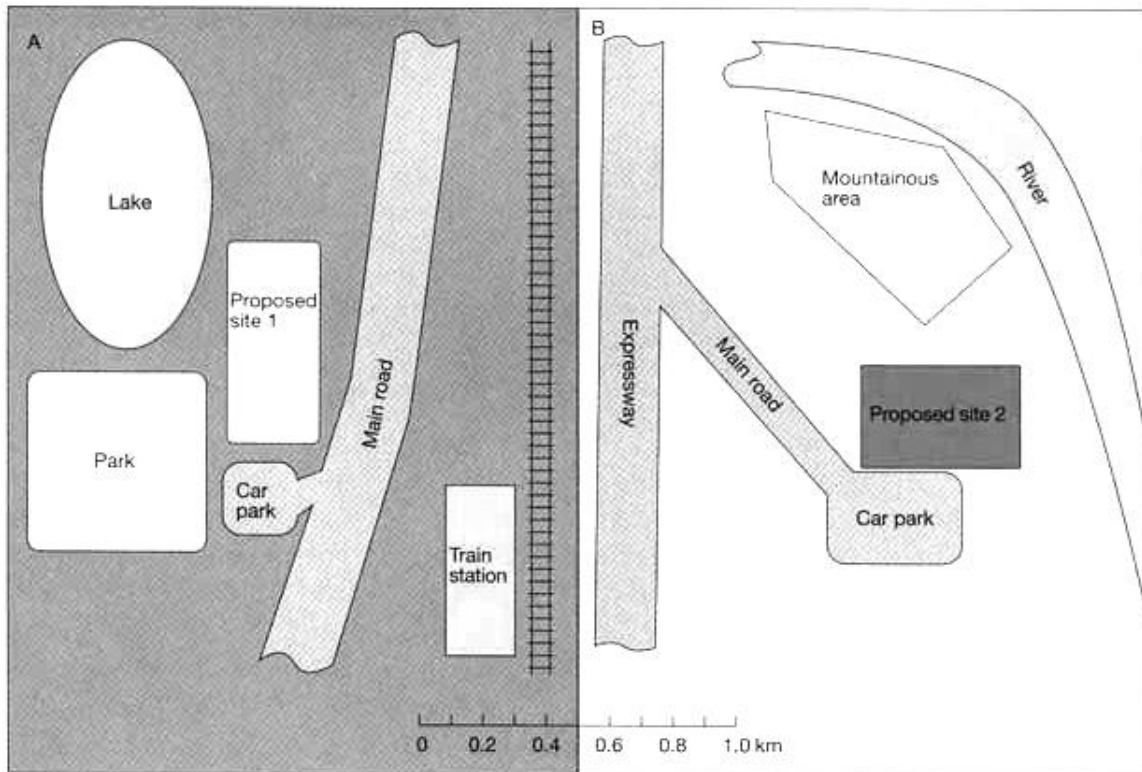 A
Lake
Proposed
site 1
Main road
Park
Car
park
Train
station
0 0.2 0.4
B
River
Mountainous
area
Expressway
Main road
Proposed site 2
Car park
0.6 0.8 1.0 km